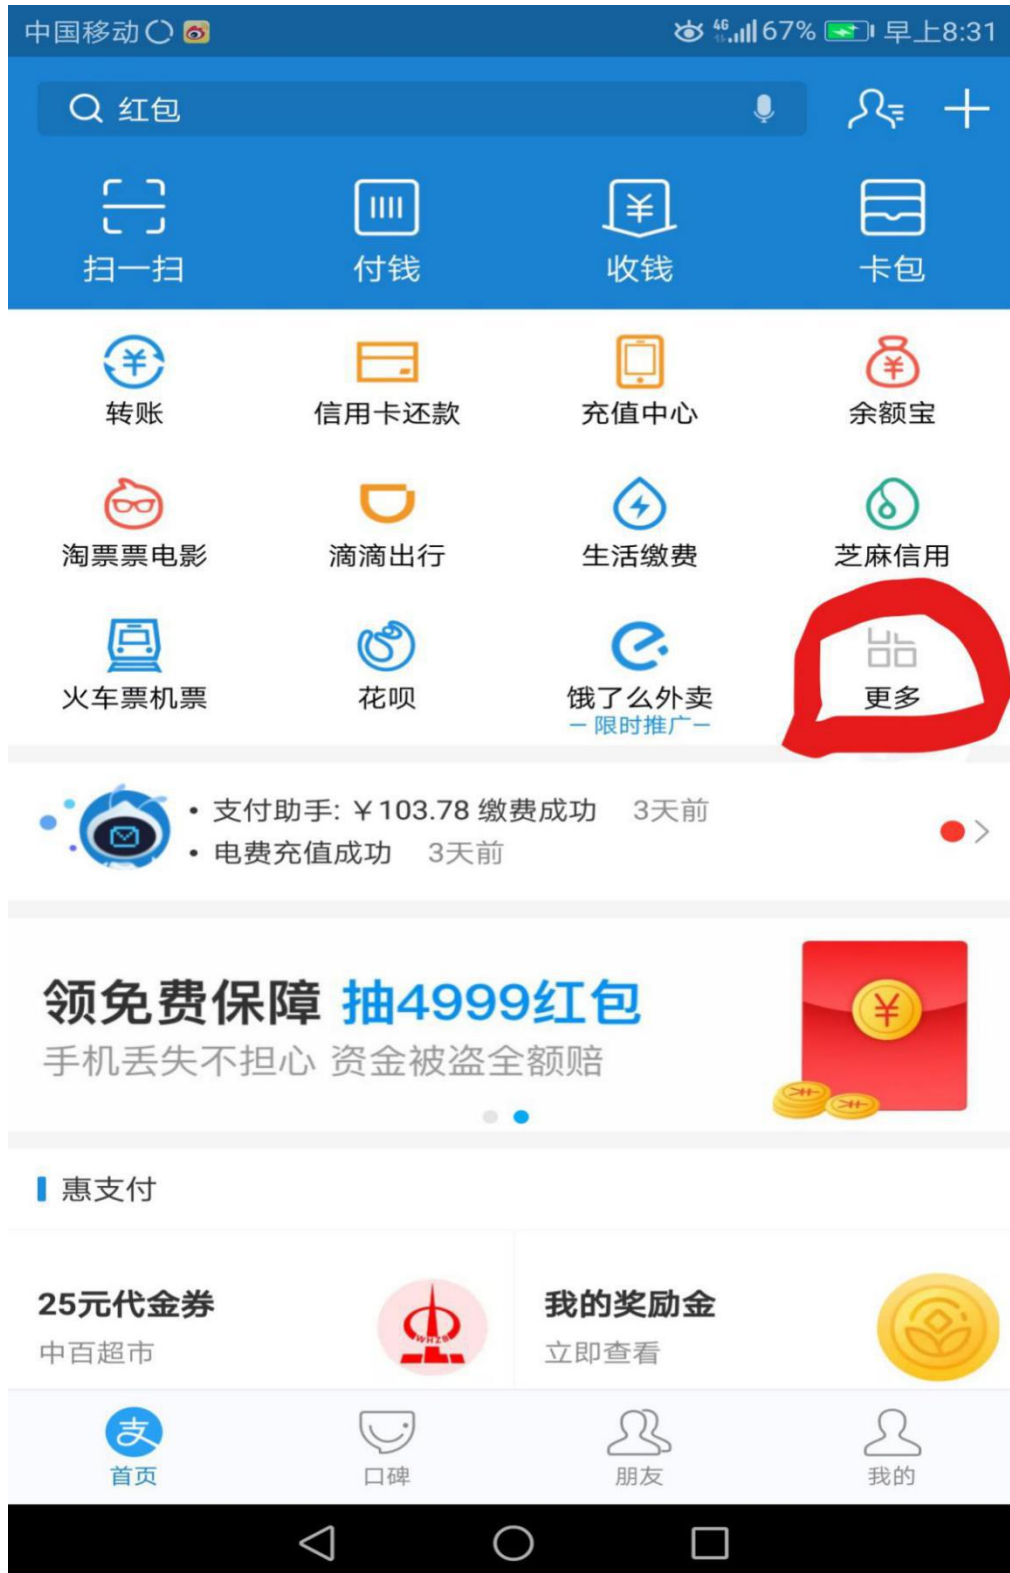 中国移动 4G 67% 早上8:31
红包
扫一扫 付钱 收钱 卡包
转账 信用卡还款 充值中心 余额宝
淘票票电影 滴滴出行 生活缴费 芝麻信用
火车票机票 花呗 饿了么外卖 更多
限时推广
• 支付助手: ￥103.78 缴费成功 3天前
• 电费充值成功 3天前
领免费保障 抽4999红包
手机丢失不担心 资金被盗全额赔
惠支付
25元代金券 我的奖励金
WHZB
中百超市 立即查看
支
首页 口碑 朋友 我的